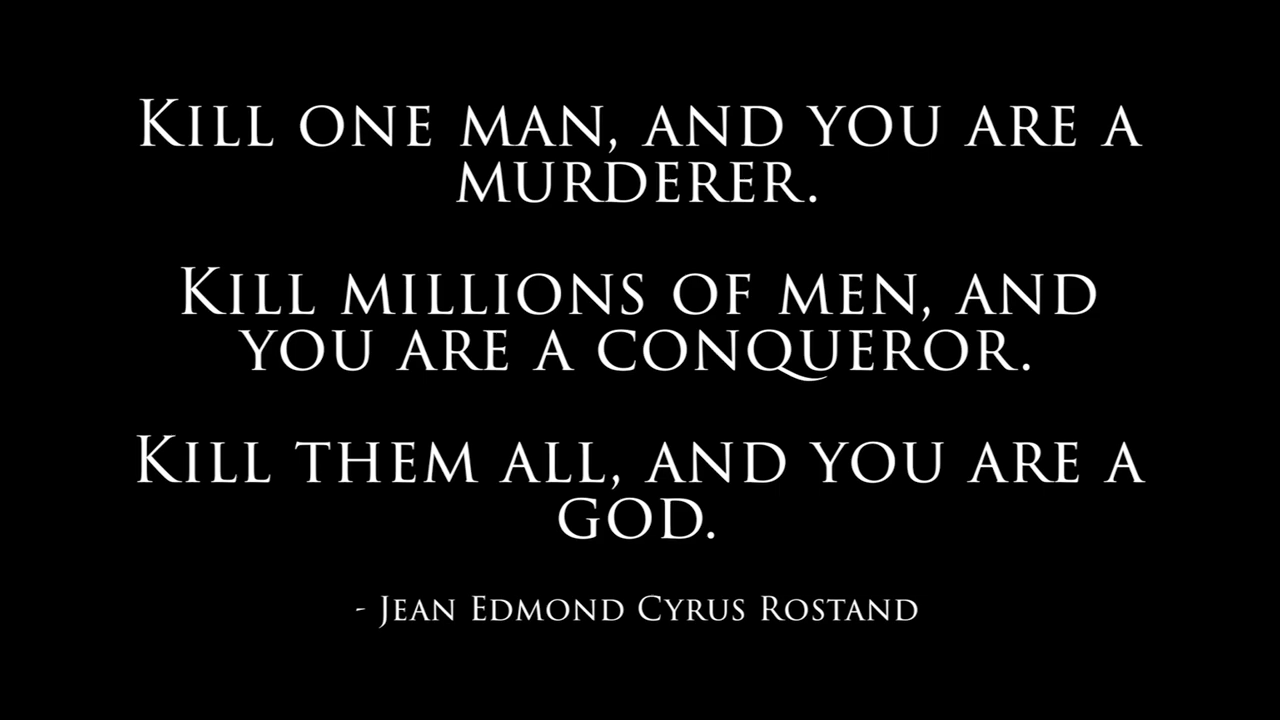 Kill one man, and you are a
murderer.
Kill millions of men, and
you are a conqueror.
Kill them all, and you are a
god.
- Jean Edmond Cyrus Rostand